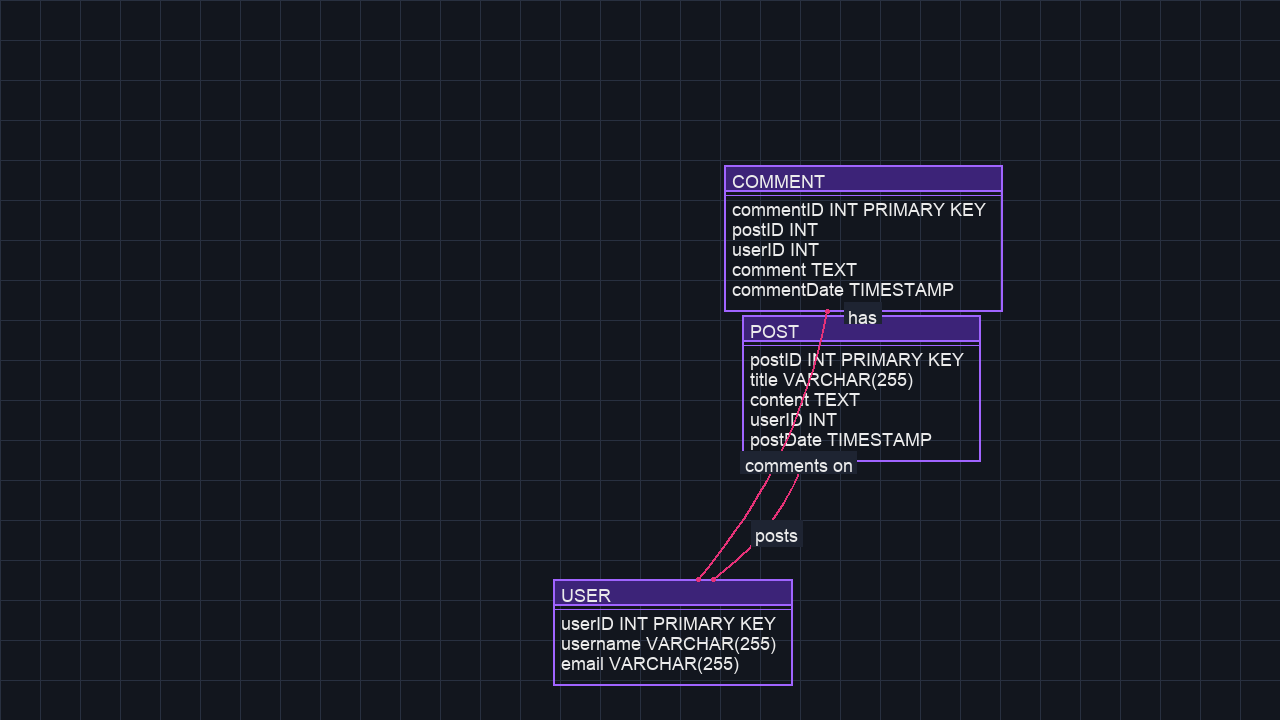 COMMENT
commentID INT PRIMARY KEY
postID INT
userID INT
comment TEXT
commentDate TIMESTAMP
has
POST
postID INT PRIMARY KEY
title VARCHAR(255)
content TEXT
userID INT
postDate TIMESTAMP
comments on
posts
USER
userID INT PRIMARY KEY
username VARCHAR(255)
email VARCHAR(255)